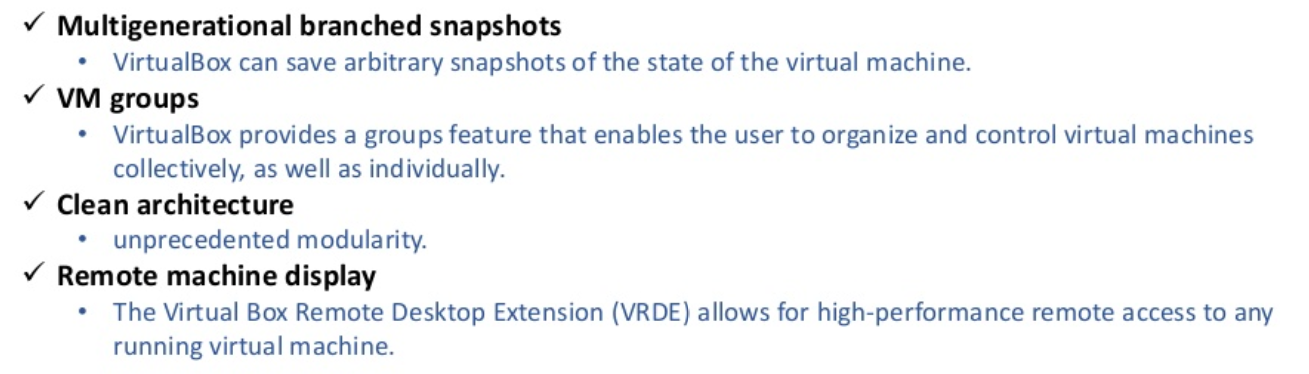 ✓ Multigenerational branched snapshots
• VirtualBox can save arbitrary snapshots of the state of the virtual machine.
✓ VM groups
• VirtualBox provides a groups feature that enables the user to organize and control virtual machines
collectively, as well as individually.
✓ Clean architecture
• unprecedented modularity.
✓ Remote machine display
• The Virtual Box Remote Desktop Extension (VRDE) allows for high-performance remote access to any
running virtual machine.